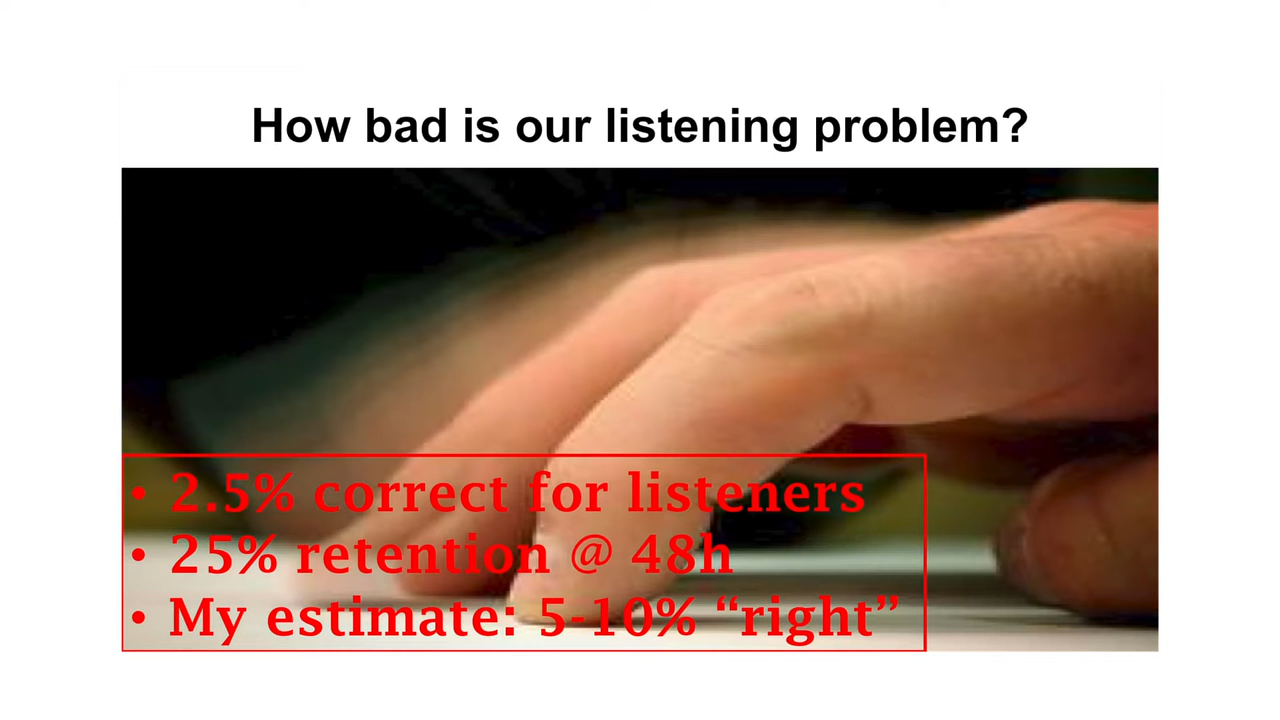 How bad is our listening problem?
• 2.5% correct for listeners
• 25% retention @ 48h
• My estimate: 5-10% “right”